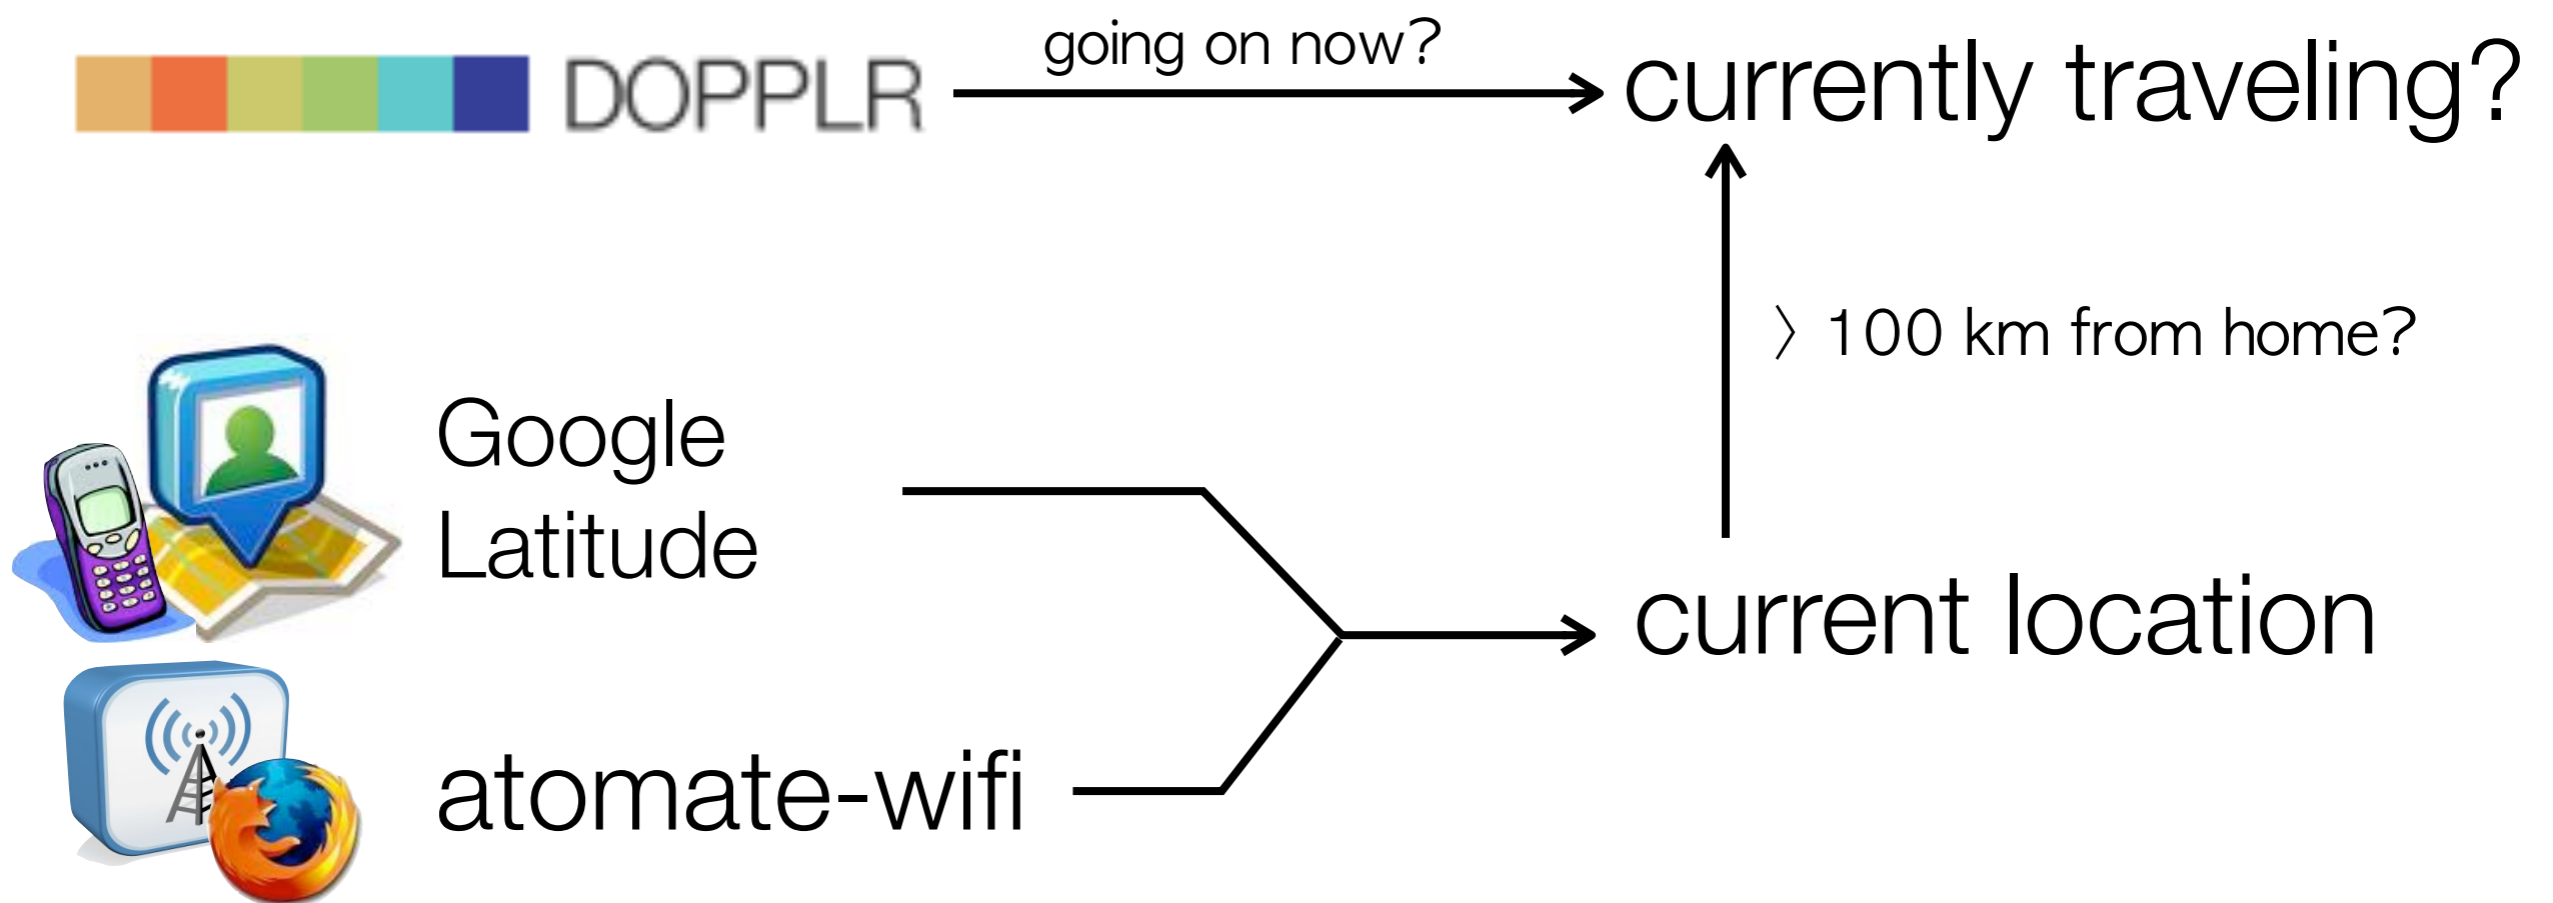 DOPPLR
going on now?
currently traveling?
> 100 km from home?
Google
Latitude
current location
atomate-wifi